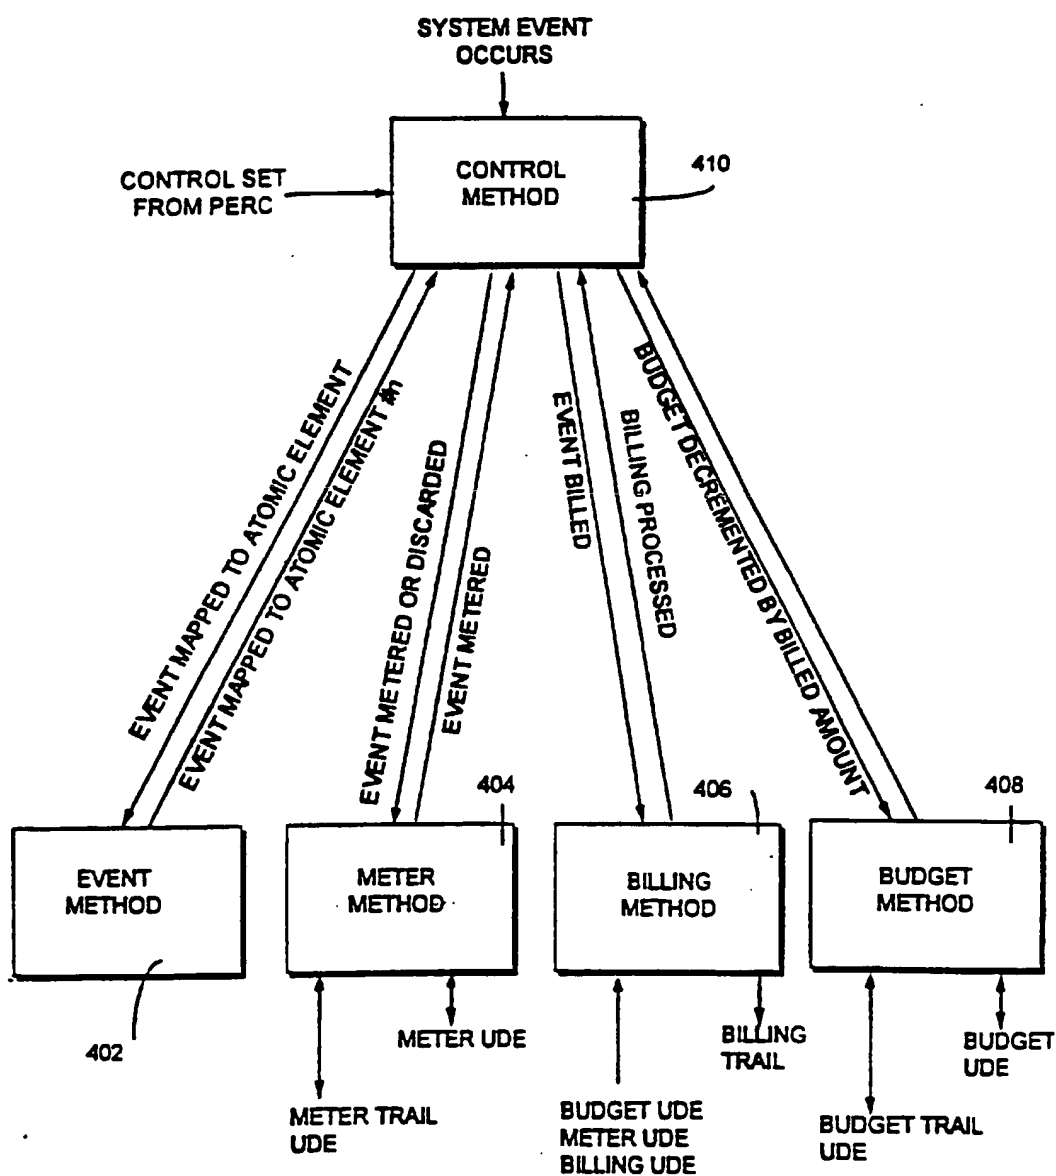 SYSTEM EVENT
OCCURS
CONTROL
METHOD
410
CONTROL SET
FROM PERC
EVENT MAPPED TO ATOMIC ELEMENT
EVENT MAPPED TO ATOMIC ELEMENT
EVENT METERED OR DISCARDED
EVENT METERED
EVENT BILLED
BILLING PROCESSED
BUDGET DECREMENTED BY BILLED AMOUNT
404
406
408
EVENT
METHOD
METER
METHOD
BILLING
METHOD
BUDGET
METHOD
402
METER UDE
METER TRAIL
UDE
BUDGET UDE
METER UDE
BILLING UDE
BILLING
TRAIL
BUDGET
UDE
BUDGET TRAIL
UDE